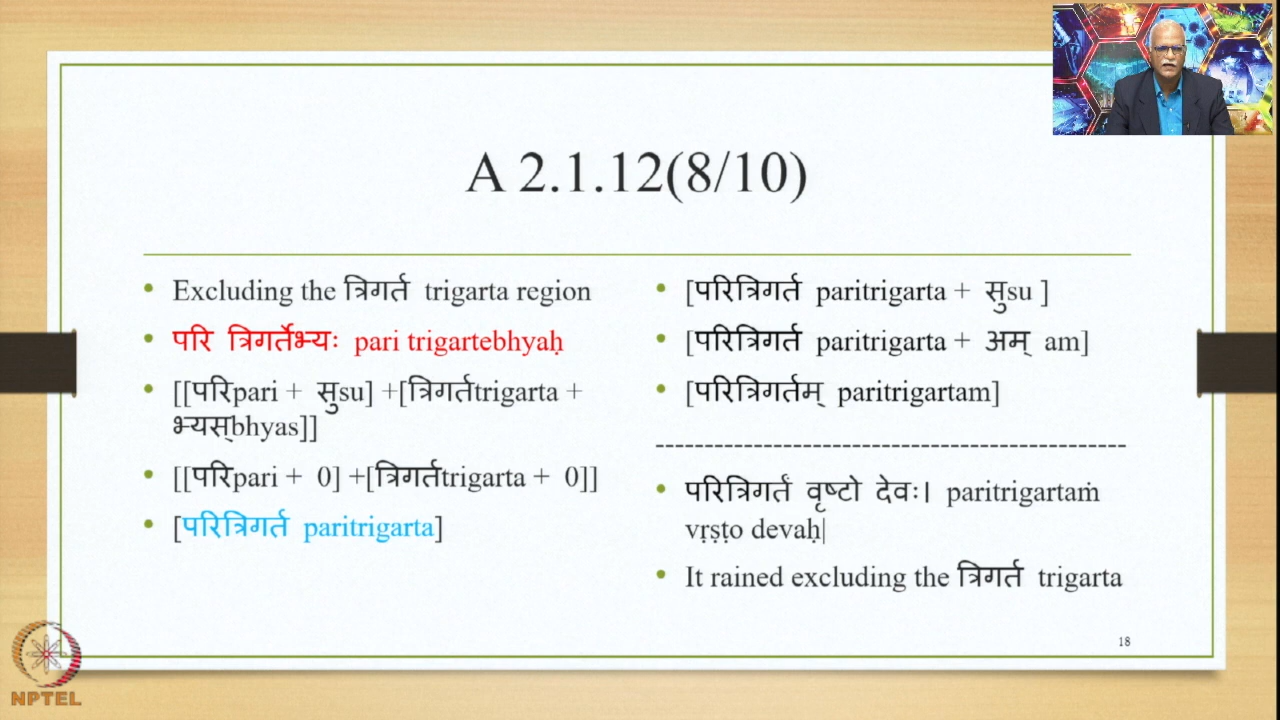 A 2.1.12(8/10)
Excluding the त्रिगर्त trigarta region
परि त्रिगर्तेभ्यः pari trigartebhyaḥ
[[परिpari + सुsu] +[त्रिगर्तtrigarta +
भ्यस्bhyas]]
[[परिpari + 0] +[त्रिगर्तtrigarta + 0]]
[परित्रिगर्त paritrigarta]
[परित्रिगर्त paritrigarta + सुsu ]
[परित्रिगर्त paritrigarta + अम् am]
[परित्रिगर्तम् paritrigartam]
-----------------------------------------------
परित्रिगर्तं वृष्टो देवः। paritrigartaṁ
vṛṣṭo devaḥ|
It rained excluding the त्रिगर्त trigarta
18
NPTEL